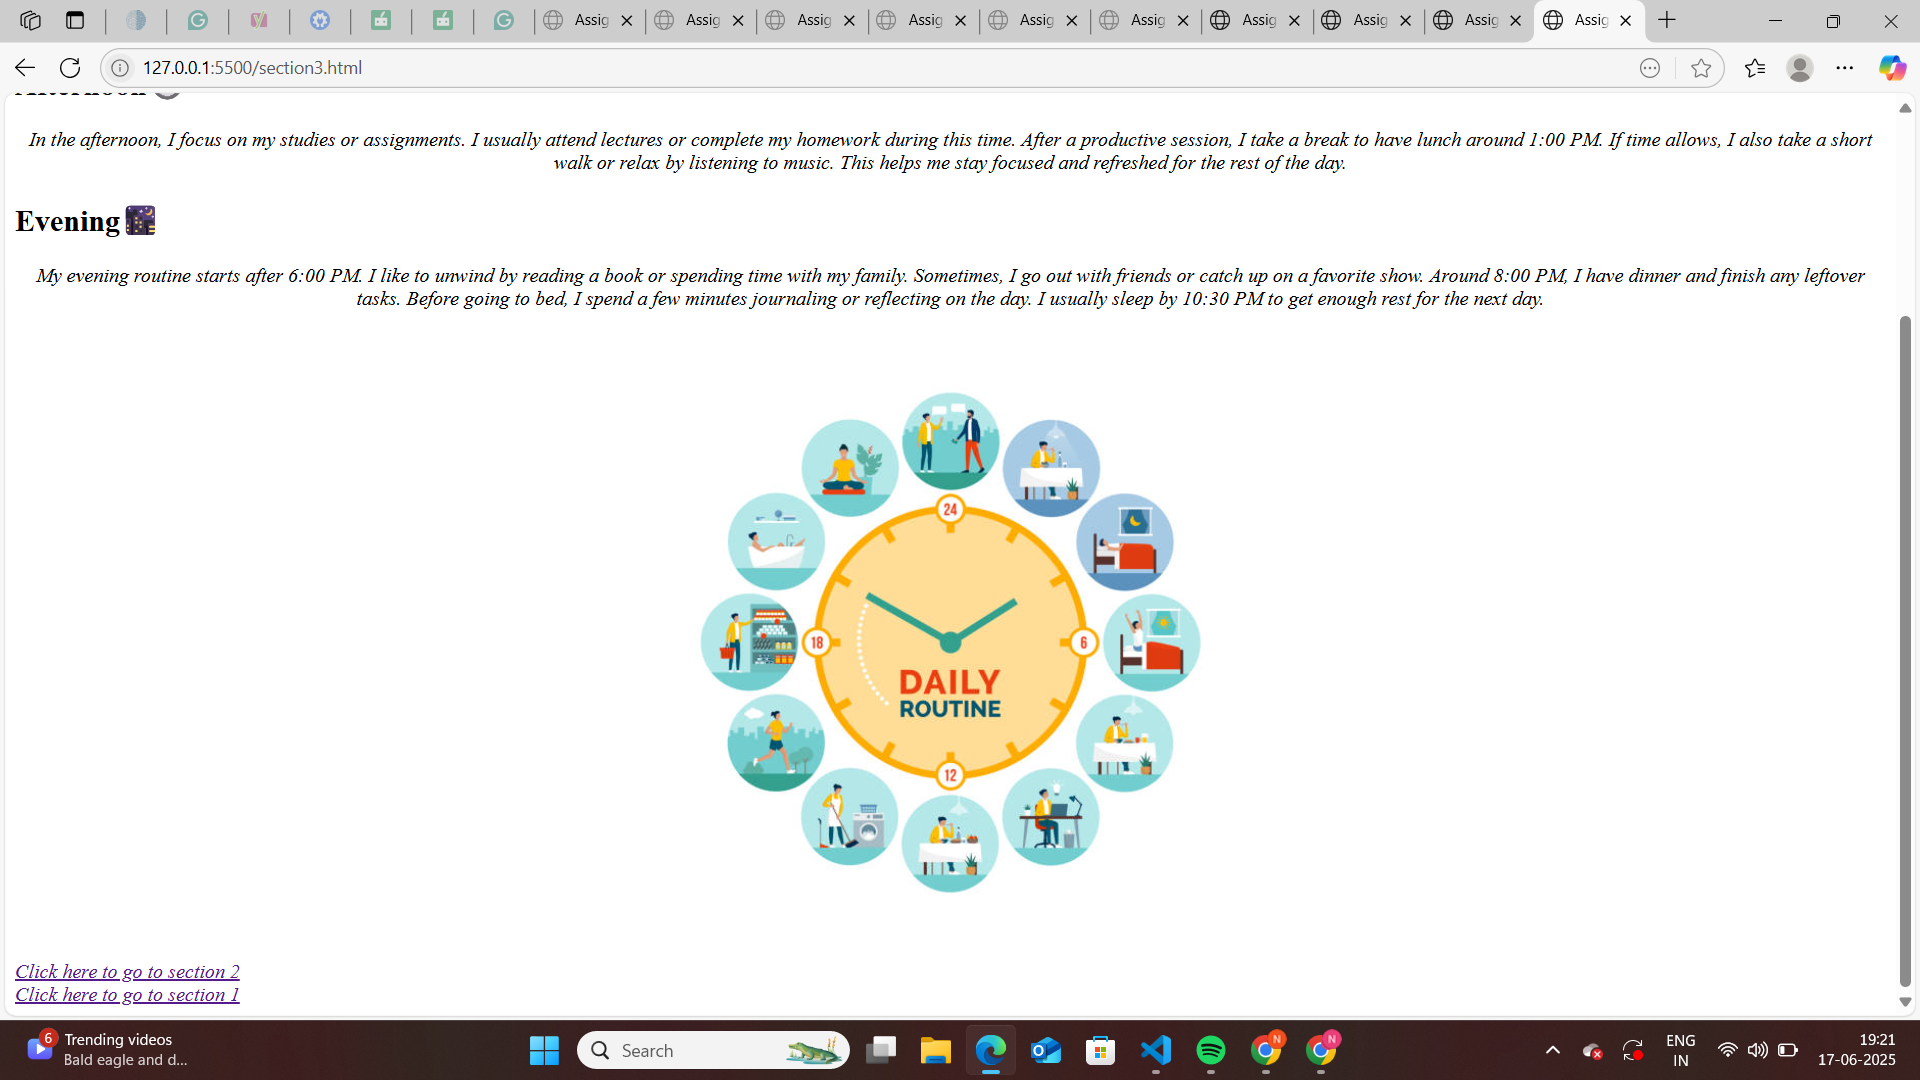 Assig
Assig
Assig
Assig
Assig
Assig
Assig
Assig
Assig
Assig
127.0.0.1:5500/section3.html
Afternoon
In the afternoon, I focus on my studies or assignments. I usually attend lectures or complete my homework during this time. After a productive session, I take a break to have lunch around 1:00 PM. If time allows, I also take a short
walk or relax by listening to music. This helps me stay focused and refreshed for the rest of the day.
Evening
My evening routine starts after 6:00 PM. I like to unwind by reading a book or spending time with my family. Sometimes, I go out with friends or catch up on a favorite show. Around 8:00 PM, I have dinner and finish any leftover
tasks. Before going to bed, I spend a few minutes journaling or reflecting on the day. I usually sleep by 10:30 PM to get enough rest for the next day.
24
18
6
DAILY
ROUTINE
12
Click here to go to section 2
Click here to go to section 1
6
Trending videos
Bald eagle and d...
Search
N
N
ENG
IN
19:21
17-06-2025